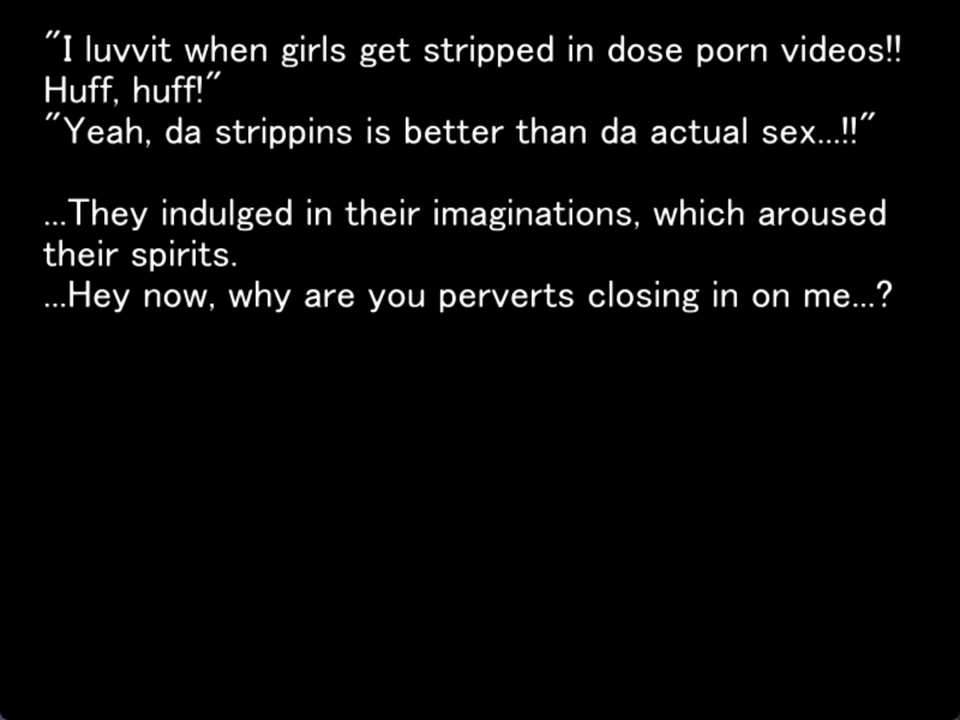 "I luvvit when girls get stripped in dose porn videos!!
Huff, huff!"
"Yeah, da strippins is better than da actual sex...!!"
...They indulged in their imaginations, which aroused
their spirits.
...Hey now, why are you perverts closing in on me...?